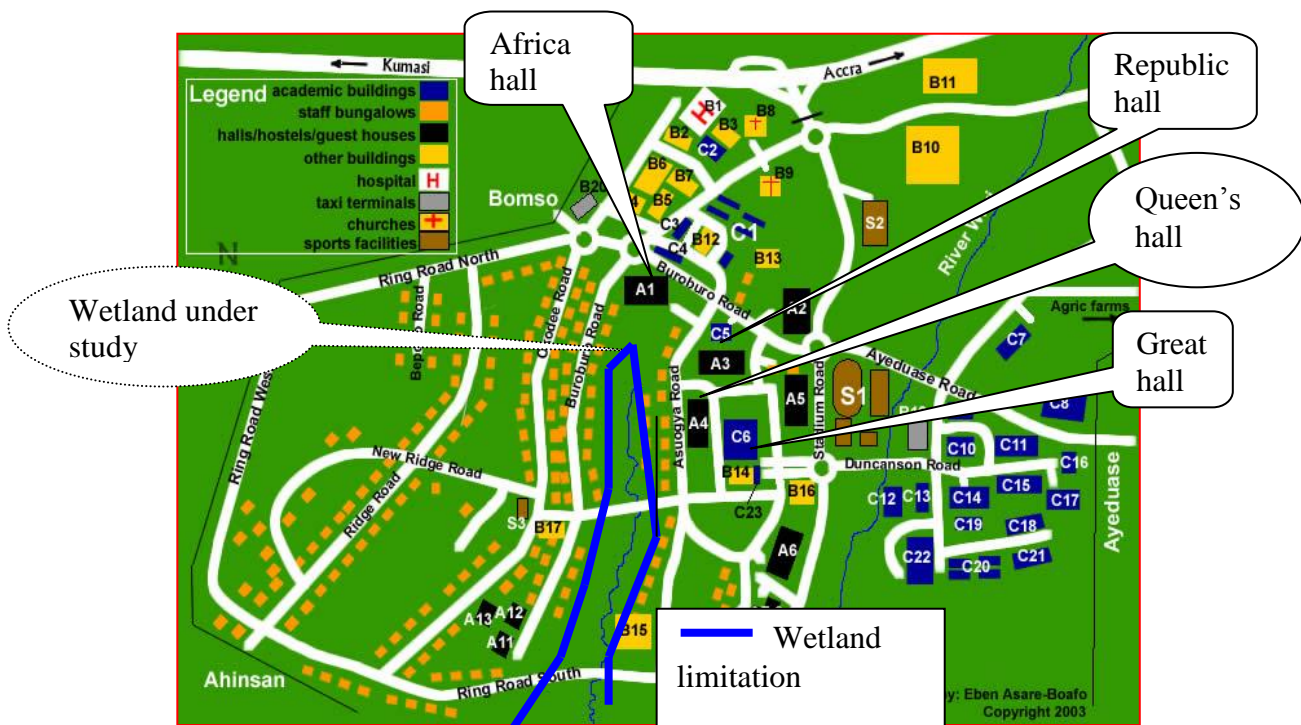 Africa
hall
Republic
hall
Queen's
hall
Great
hall
Wetland under
study
Kumasi
Accra
Legend
academic buildings
staff bungalows
halls/hostels/guest houses
other buildings
hospital H
taxi terminals
churches
sports facilities
N
Bomso
B20
H
B1
B2
B3
C2
B8
B9
B11
B10
B6
B7
B5
C3
C4
B12
C1
B13
S2
Ring Road North
Buroburo Road
A1
A2
C5
A3
A4
A5
C6
S1
Ayeduase Road
Agric farms
C7
C8
Ring Road West
Buroburo Road
Asuogya Road
Stadium Road
New Ridge Road
Ridge Road
Duncanson Road
B14
C23
B16
C10
C11
C16
C12
C13
C14
C15
C17
C19
C18
C22
C20
C21
Ayeduase
S3
B17
A6
A13
A12
A11
B15
Ahinsan
Ring Road South
Wetland
limitation
by: Eben Asare-Boafo
Copyright 2003